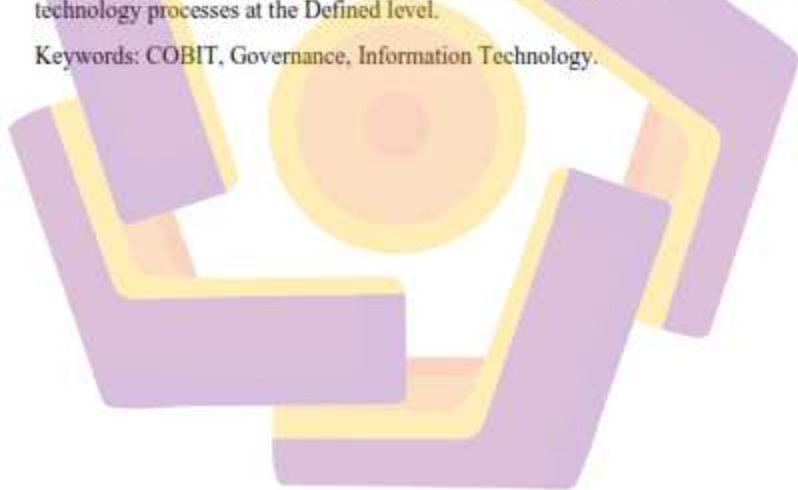 technology processes at the Defined level.
Keywords: COBIT, Governance, Information Technology.